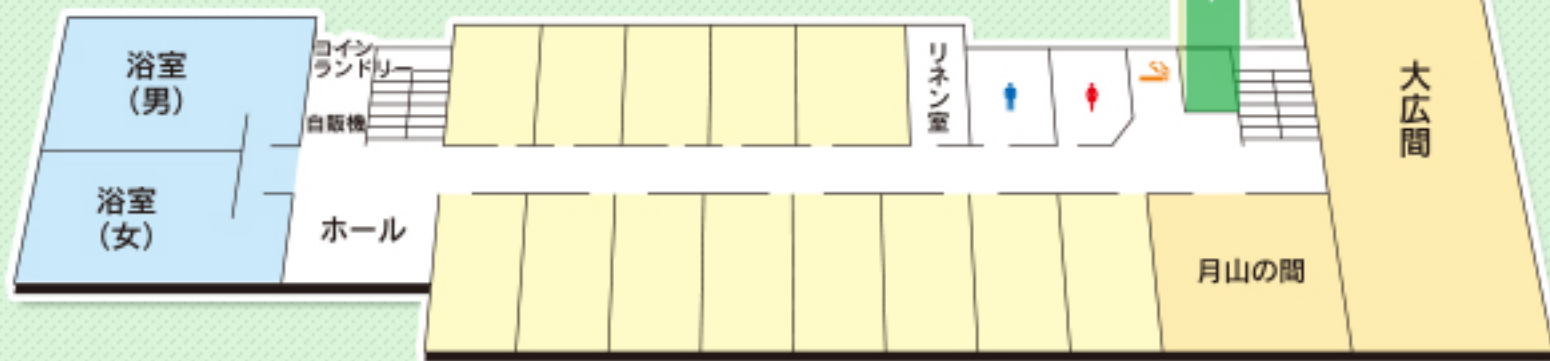 浴室
（男）
コイン
ランドリー
自販機
浴室
（女）
ホール
リネン室
月山の間
大広間